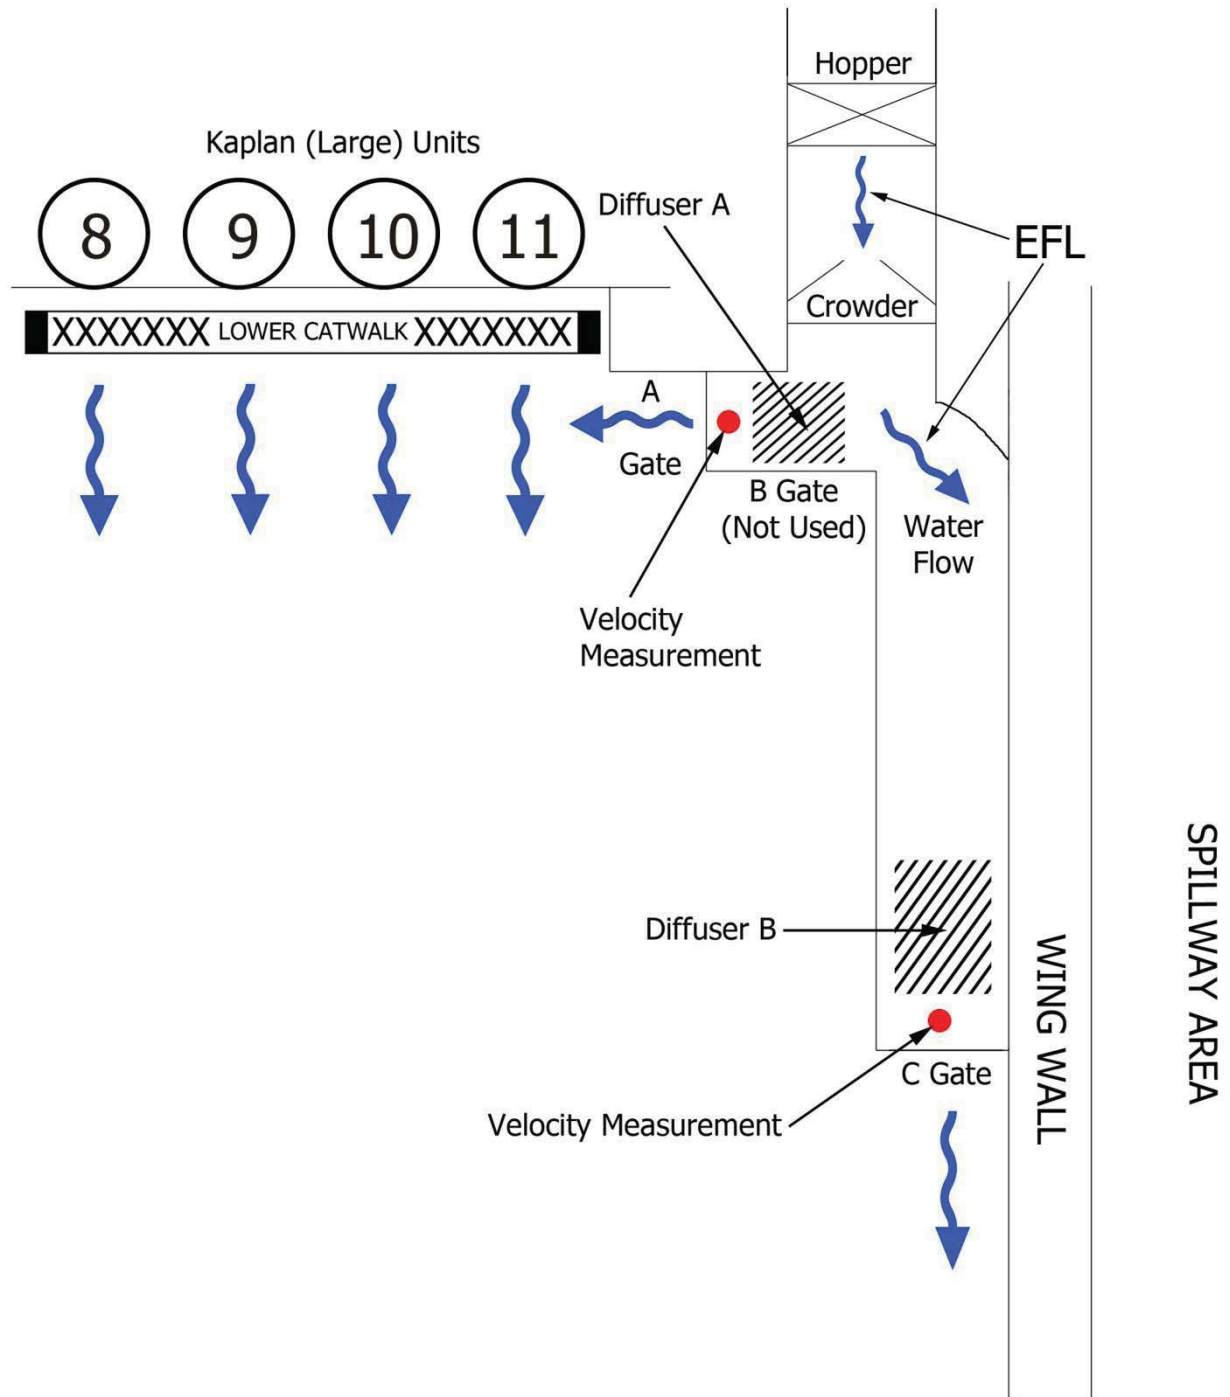 Hopper
Kaplan (Large) Units
Diffuser A
8 9 10 11
EFL
Crowder
XXXXXXX LOWER CATWALK XXXXXXX
A
Gate
B Gate
(Not Used)
Water
Flow
Velocity
Measurement
SPILLWAY AREA
Diffuser B
WING WALL
C Gate
Velocity Measurement